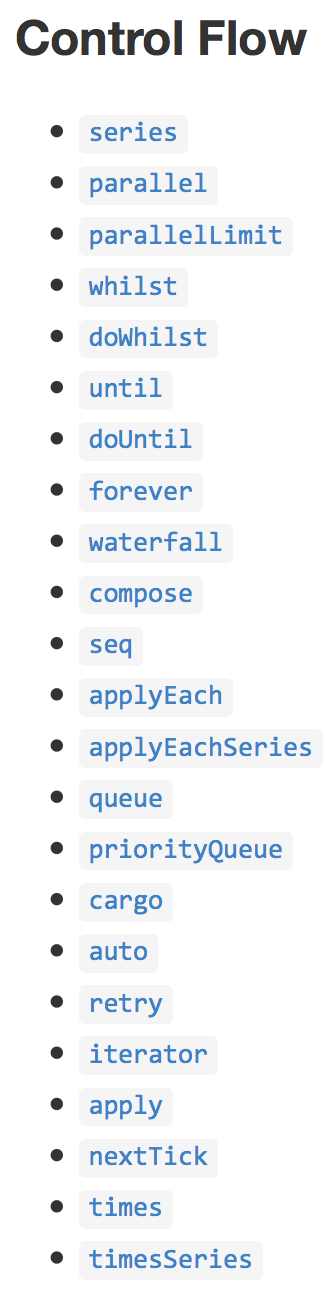 Control Flow
series
parallel
parallelLimit
whilst
doWhilst
until
doUntil
forever
waterfall
compose
seq
applyEach
applyEachSeries
queue
priorityQueue
cargo
auto
retry
iterator
apply
nextTick
times
timesSeries